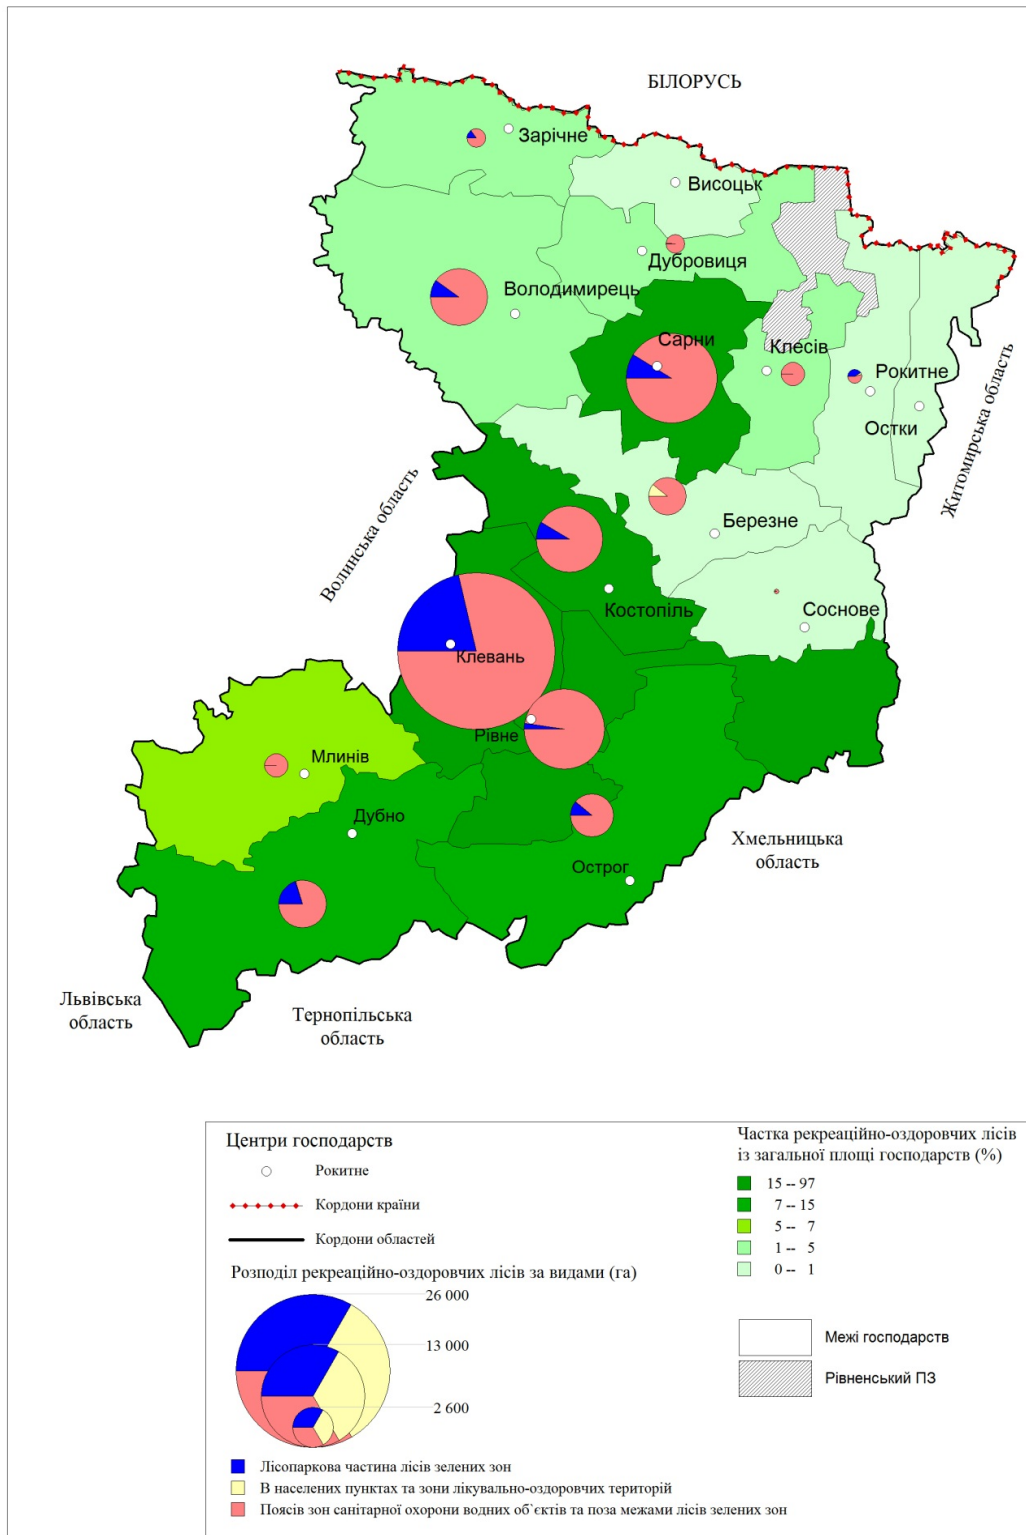 БІЛОРУСЬ
Зарічне
Висоцьк
Дубровиця
Володимирець
Сарни
Клесів
Рокитне
Остки
Житомирська область
Волинська область
Березне
Костопіль
Соснове
Клевань
Рівне
Млинів
Дубно
Острог
Хмельницька
область
Львівська
область
Тернопільська
область
Центри господарств
Рокитне
Кордони країни
Кордони областей
Розподіл рекреаційно-оздоровчих лісів за видами (га)
26 000
13 000
2 600
Лісопаркова частина лісів зелених зон
В населених пунктах та зони лікувально-оздоровчих територій
Поясів зон санітарної охорони водних об`єктів та поза межами лісів зелених зон
Частка рекреаційно-оздоровчих лісів
із загальної площі господарств (%)
15 -- 97
7 -- 15
5 -- 7
1 -- 5
0 -- 1
Межі господарств
Рівненський ПЗ